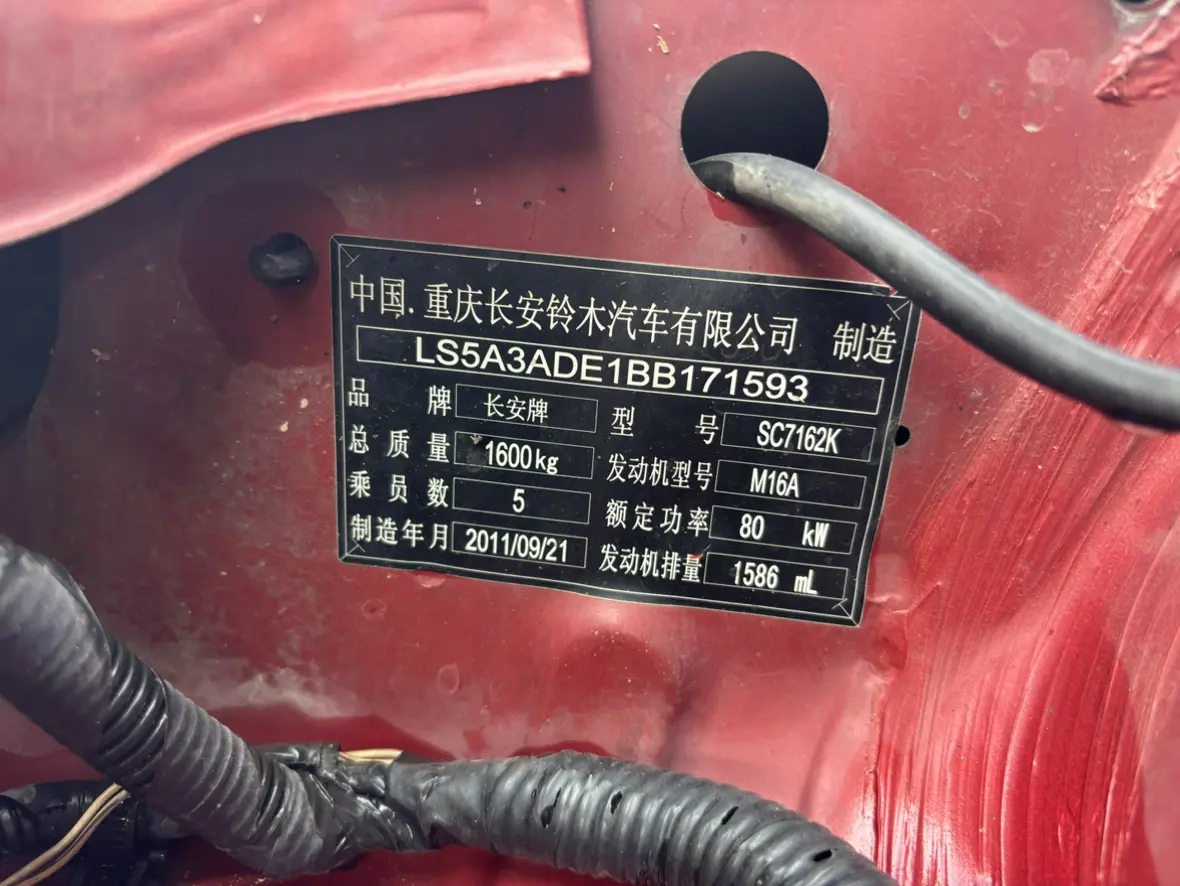 中国.重庆长安铃木汽车有限公司 制造
LS5A3ADE1BB171593
品牌 长安牌 型号 SC7162K
总质量 1600kg 发动机型号 M16A
乘员数 5 额定功率 80 kW
制造年月 2011/09/21 发动机排量 1586 mL